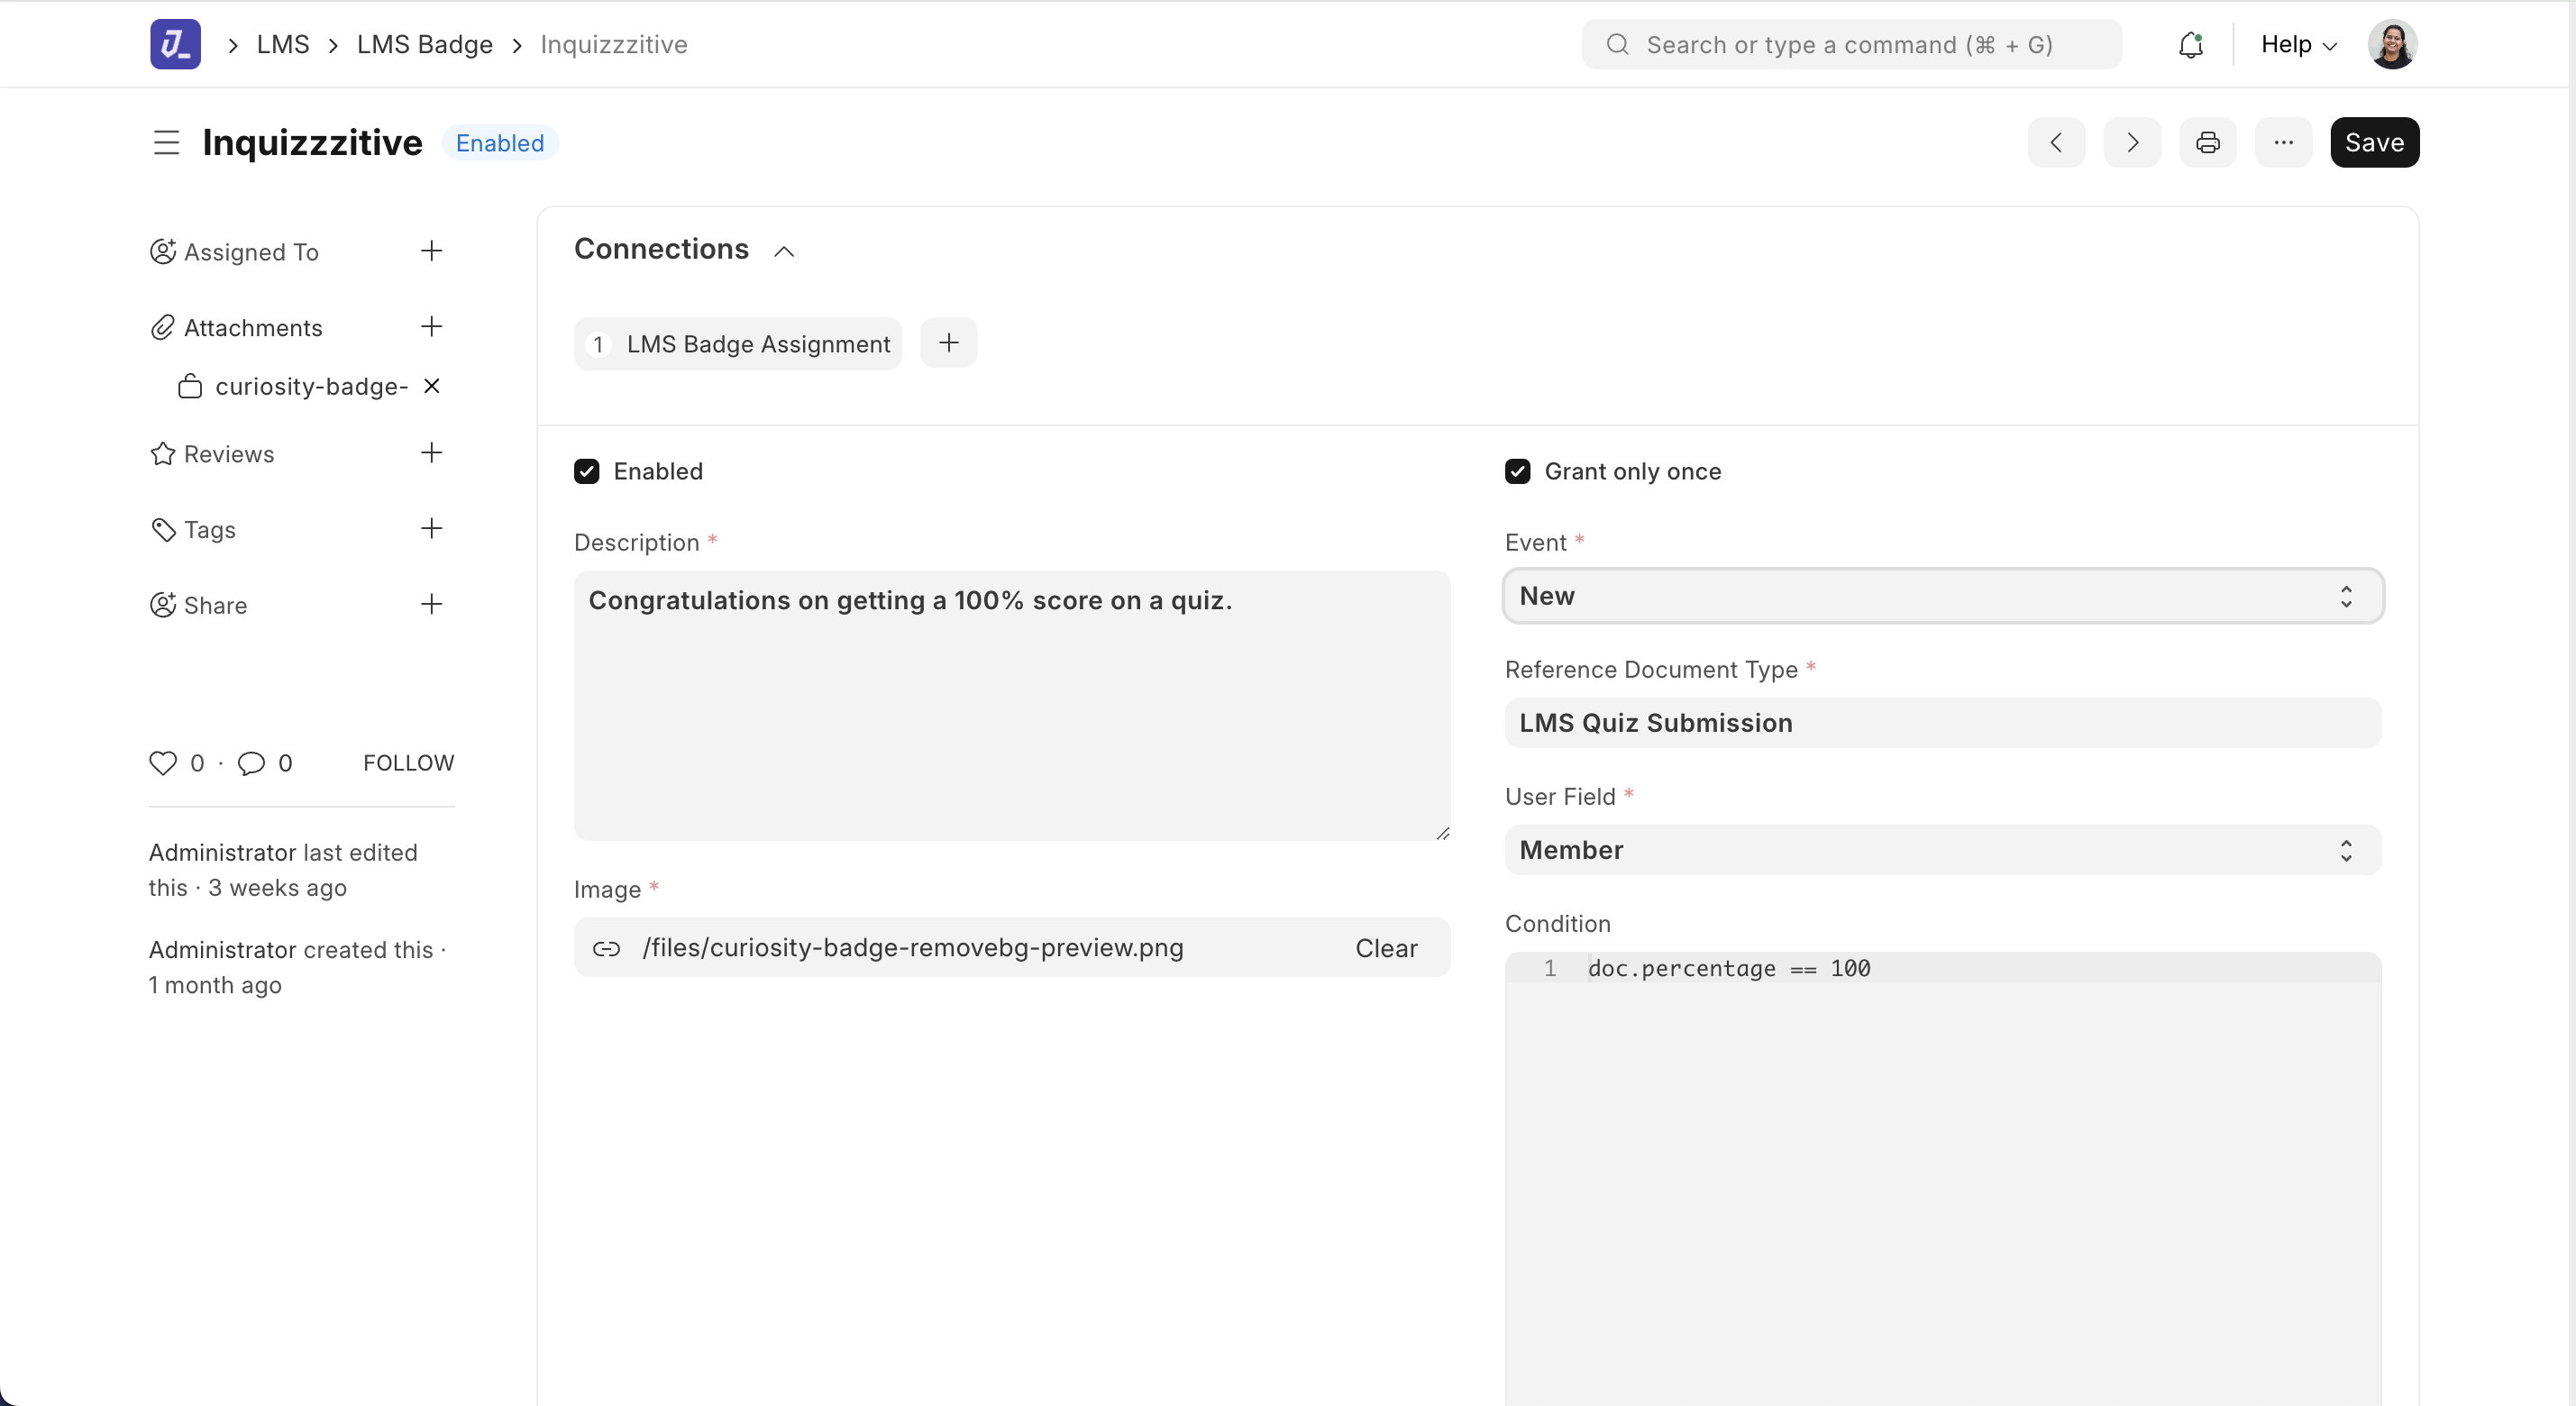 LMS LMS Badge Inquizzzitive Search or type a command (⌘ + G) Help
Inquizzzitive Enabled Save
Assigned To
Attachments
curiosity-badge-
Reviews
Tags
Share
0 · 0 FOLLOW
Administrator last edited
this · 3 weeks ago
Administrator created this ·
1 month ago
Connections
1 LMS Badge Assignment
Enabled
Description *
Congratulations on getting a 100% score on a quiz.
Image *
/files/curiosity-badge-removebg-preview.png Clear
Grant only once
Event *
New
Reference Document Type *
LMS Quiz Submission
User Field *
Member
Condition
1 doc.percentage == 100